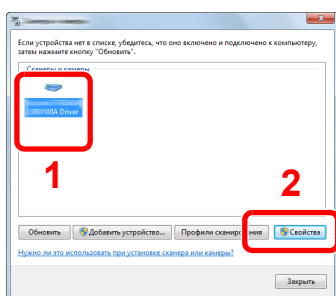 Если устройства нет в списке, убедитесь, что оно включено и подключено к компьютеру,
затем нажмите кнопку "Обновить".
Сканеры и камеры
WIA Driver
1
2
Обновить
Добавить устройство...
Профили сканирования
Свойства
Нужно ли это использовать при установке сканера или камеры?
Закрыть